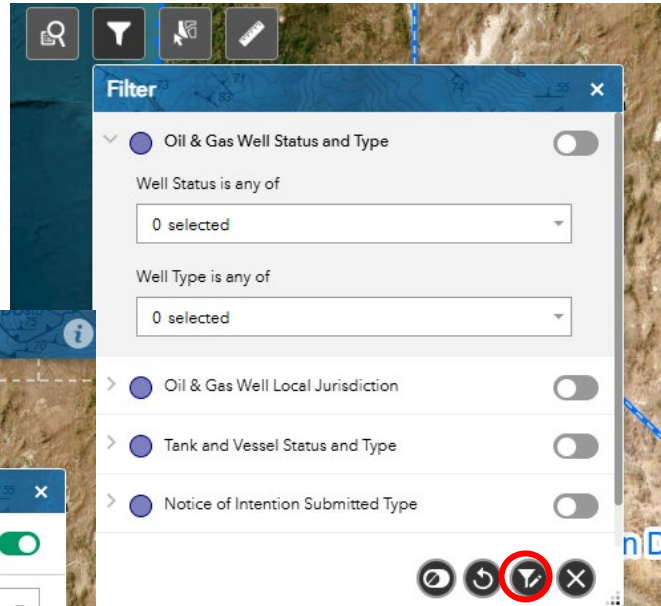 Filter
Oil & Gas Well Status and Type
Well Status is any of
0 selected
Well Type is any of
0 selected
Oil & Gas Well Local Jurisdiction
Tank and Vessel Status and Type
Notice of Intention Submitted Type
n D